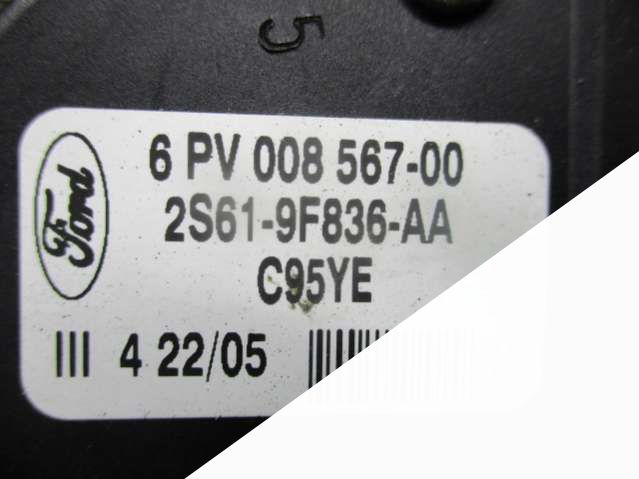 5
Ford
6 PV 008 567-00
2S61-9F836-AA
C95YE
III 4 22/05